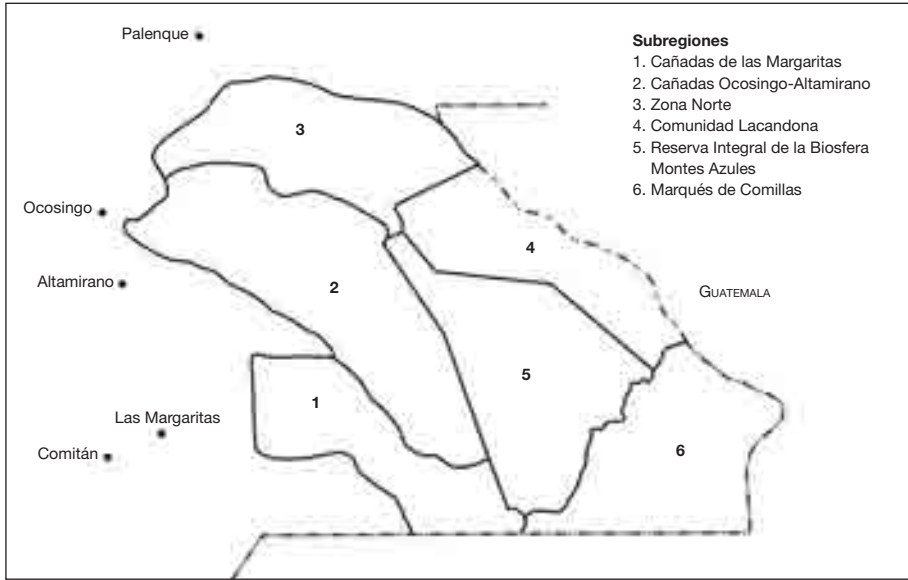 Palenque
Subregiones
1. Cañadas de las Margaritas
2. Cañadas Ocosingo-Altamirano
3. Zona Norte
4. Comunidad Lacandona
5. Reserva Integral de la Biosfera
Montes Azules
6. Marqués de Comillas
3
Ocosingo
4
Altamirano
2
GUATEMALA
5
1
Las Margaritas
6
Comitán